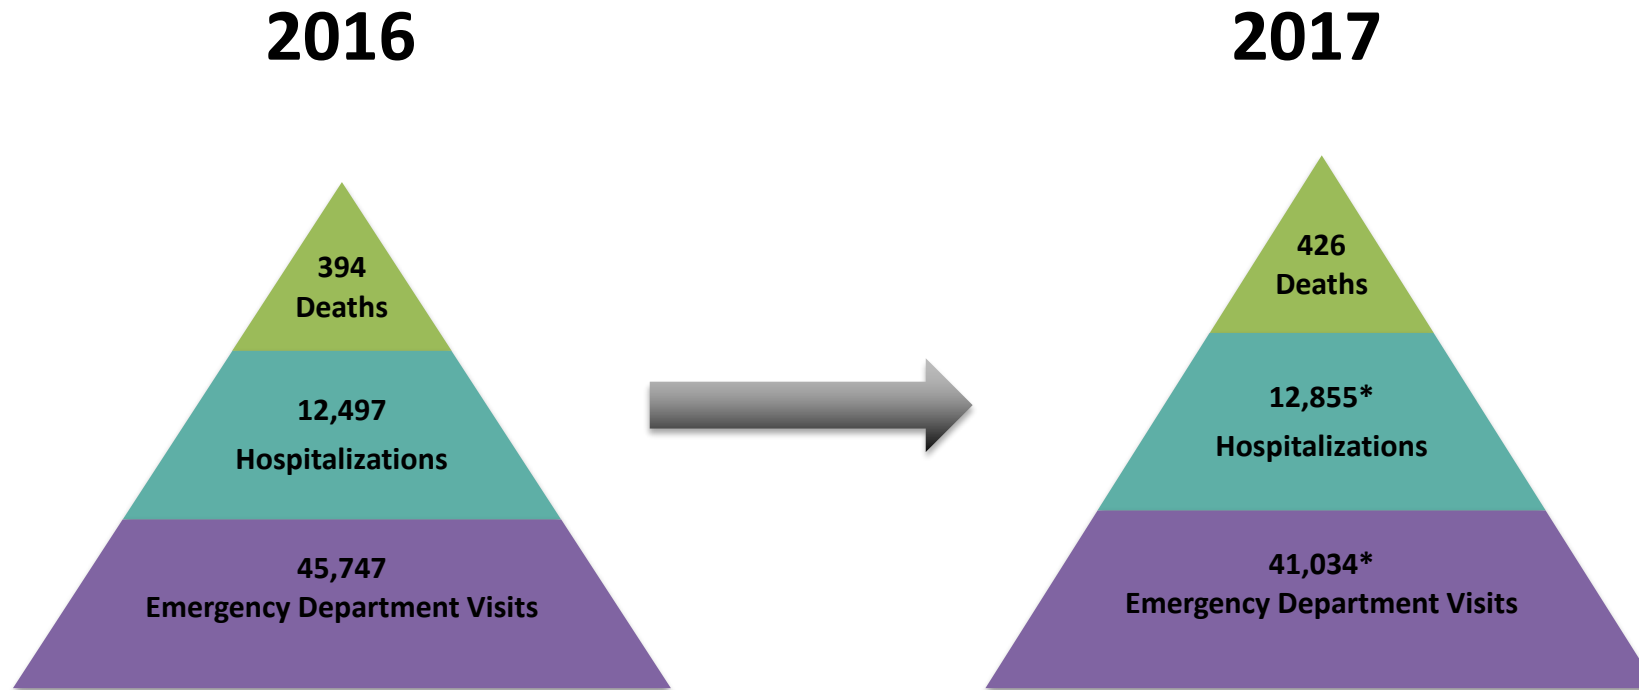 2016
394
Deaths
12,497
Hospitalizations
45,747
Emergency Department Visits
2017
426
Deaths
12,855*
Hospitalizations
41,034*
Emergency Department Visits